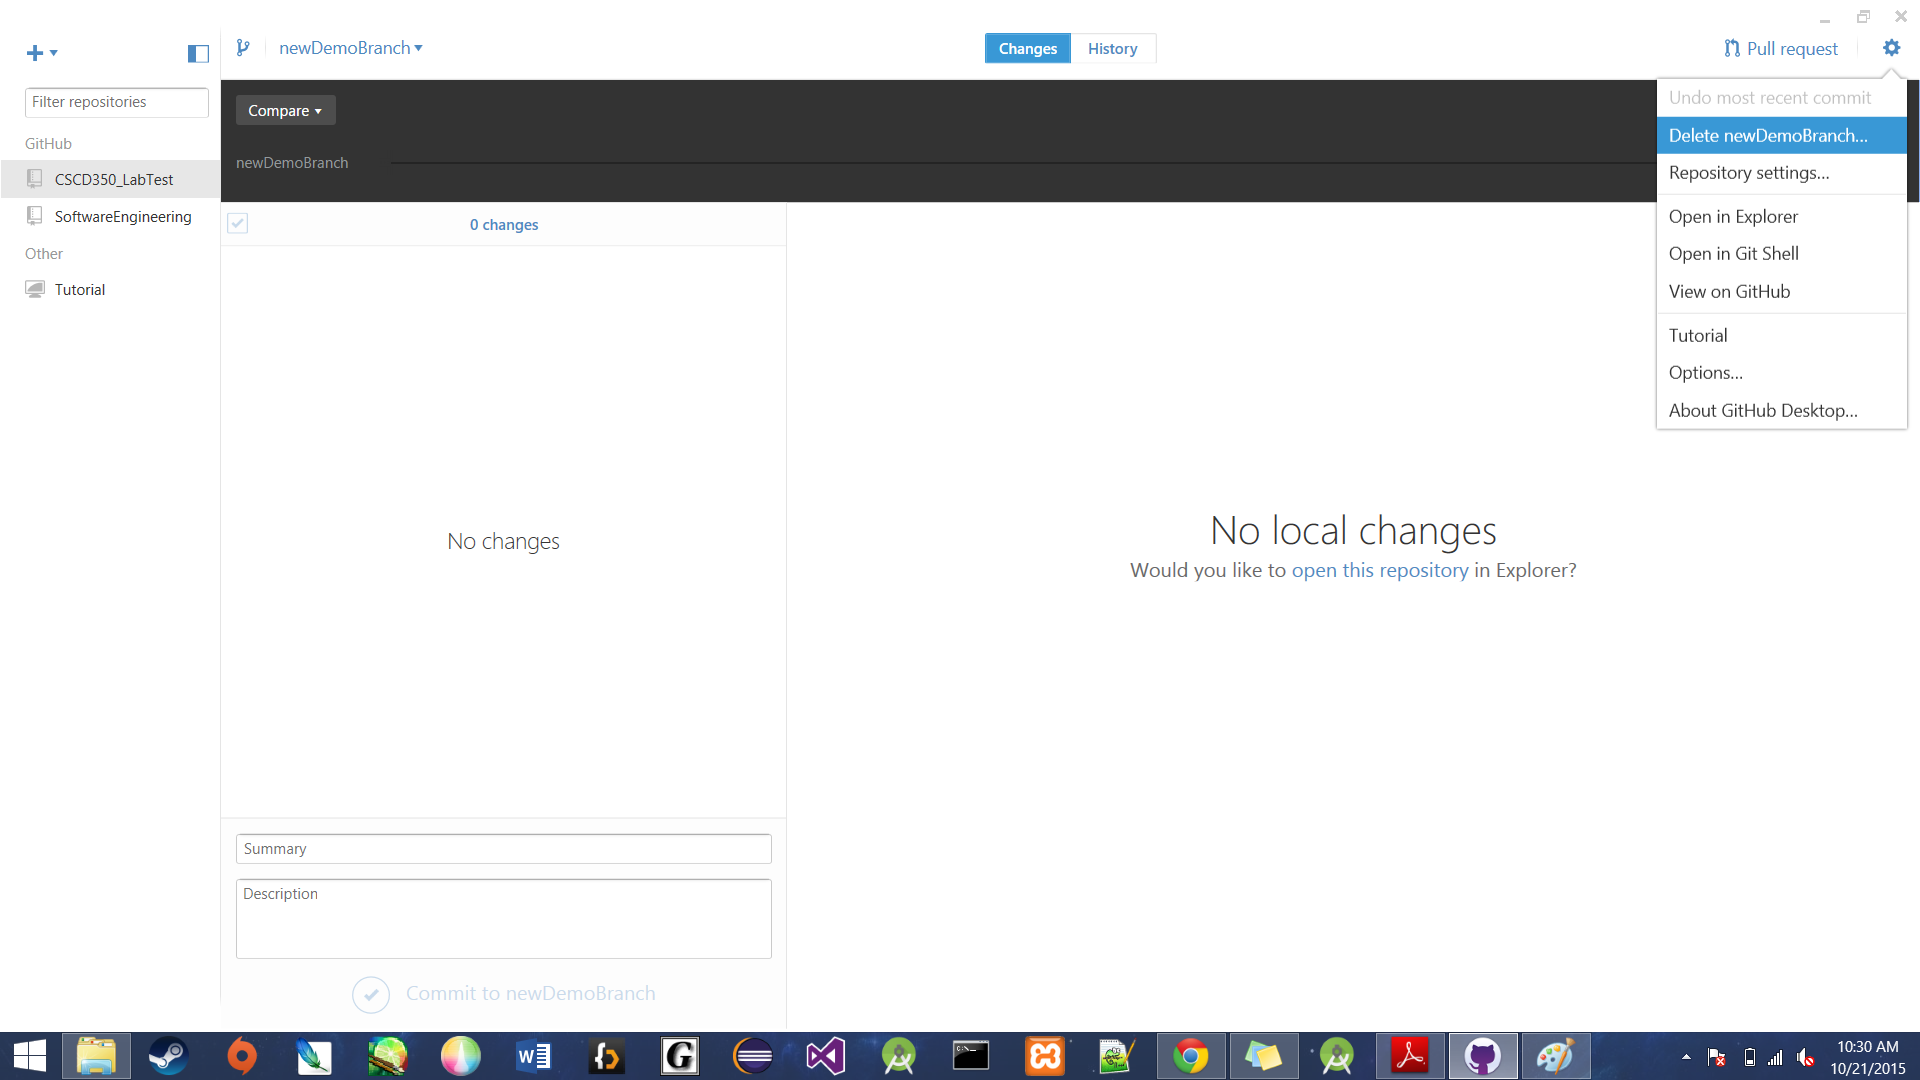 newDemoBranch
Changes
History
Pull request
Filter repositories
GitHub
CSCD350_LabTest
SoftwareEngineering
Other
Tutorial
Compare
newDemoBranch
0 changes
No changes
Summary
Description
Commit to newDemoBranch
Undo most recent commit
Delete newDemoBranch...
Repository settings...
Open in Explorer
Open in Git Shell
View on GitHub
Tutorial
Options...
About GitHub Desktop...
No local changes
Would you like to open this repository in Explorer?
10:30 AM
10/21/2015